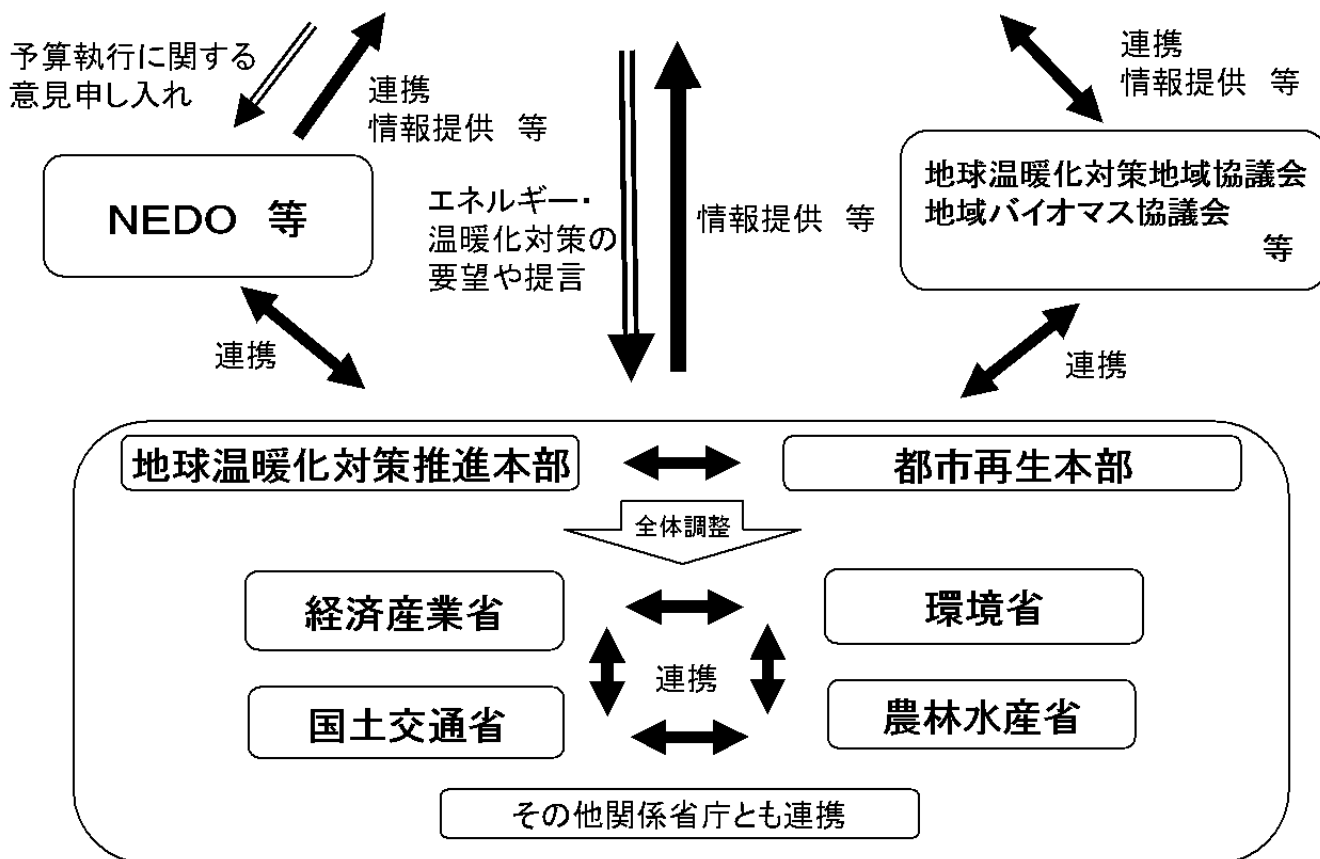 予算執行に関する
意見申し入れ
連携
情報提供　等
連携
情報提供　等
NEDO　等
エネルギー・
温暖化対策の
要望や提言
情報提供　等
地球温暖化対策地域協議会
地域バイオマス協議会
等
連携
連携
地球温暖化対策推進本部
都市再生本部
全体調整
経済産業省
環境省
連携
国土交通省
農林水産省
その他関係省庁とも連携